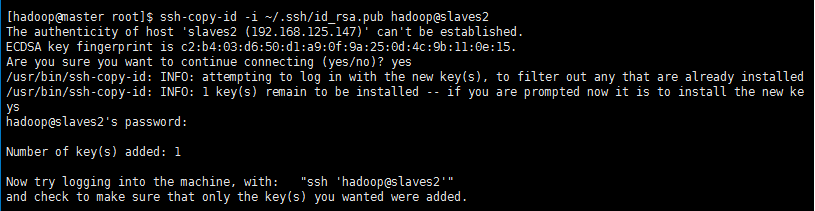 [hadoop@master root]$ ssh-copy-id -i ~/.ssh/id_rsa.pub hadoop@slaves2
The authenticity of host 'slaves2 (192.168.125.147)' can't be established.
ECDSA key fingerprint is c2:b4:03:d6:50:d1:a9:0f:9a:25:0d:4c:9b:11:0e:15.
Are you sure you want to continue connecting (yes/no)? yes
/usr/bin/ssh-copy-id: INFO: attempting to log in with the new key(s), to filter out any that are already installed
/usr/bin/ssh-copy-id: INFO: 1 key(s) remain to be installed -- if you are prompted now it is to install the new ke
ys
hadoop@slaves2's password:
Number of key(s) added: 1
Now try logging into the machine, with:   "ssh 'hadoop@slaves2'"
and check to make sure that only the key(s) you wanted were added.